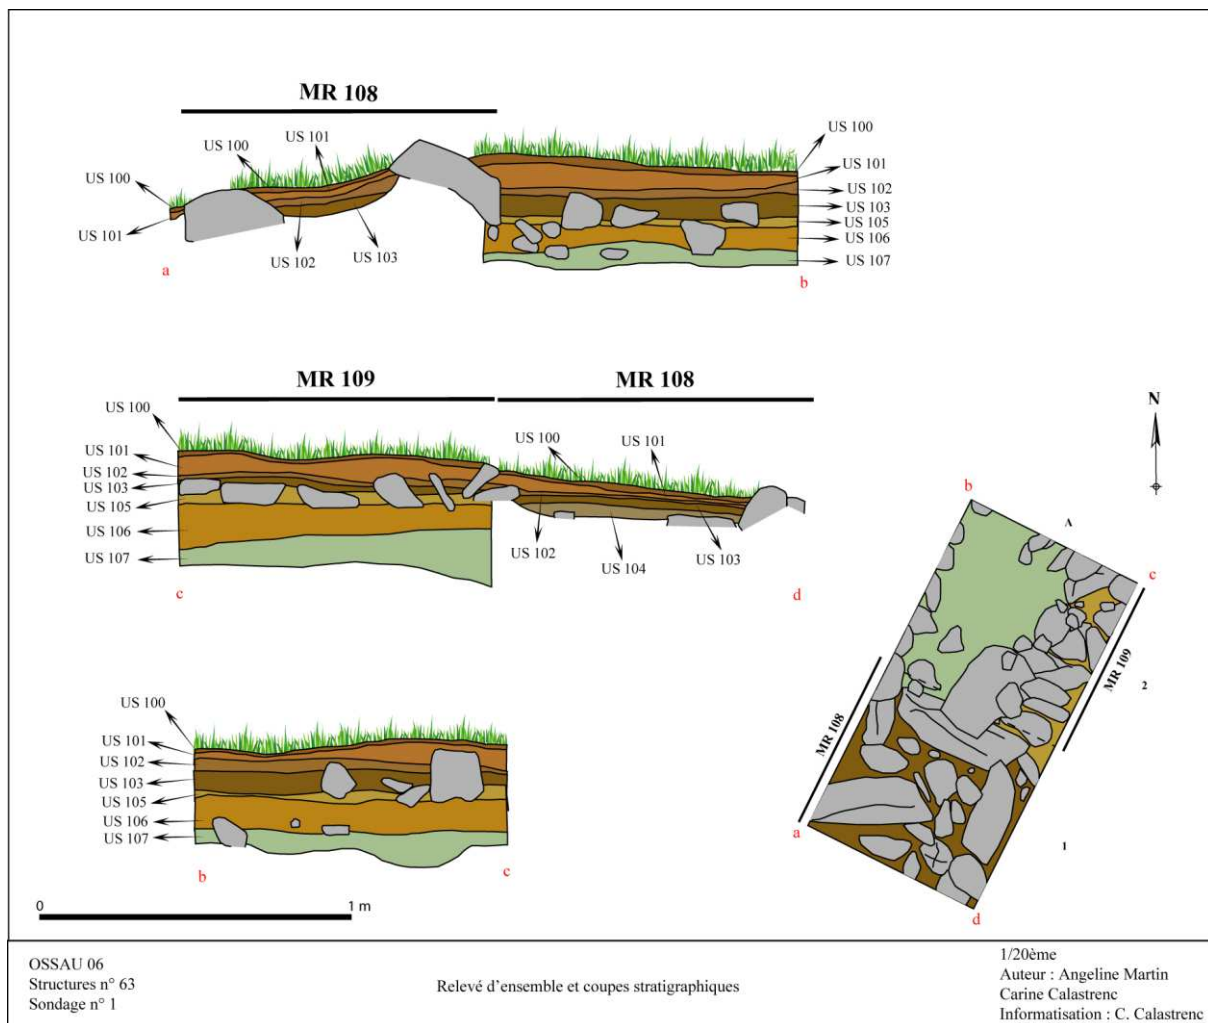 MR 108
US 101
US 100
US 100
US 101
US 102
US 103
US 100
US 101
US 102
US 103
US 105
US 106
US 107
a
b
MR 109
MR 108
US 100
US 101
US 102
US 103
US 105
US 106
US 107
US 100
US 101
US 102
US 104
US 103
c
d
US 100
US 101
US 102
US 103
US 105
US 106
US 107
b
c
0
1 m
N
b
A
c
MR 109
2
MR 108
a
1
d
OSSAU 06
Structures n° 63
Sondage n° 1
Relevé d'ensemble et coupes stratigraphiques
1/20ème
Auteur : Angeline Martin
Carine Calastrenc
Informatisation : C. Calastrenc